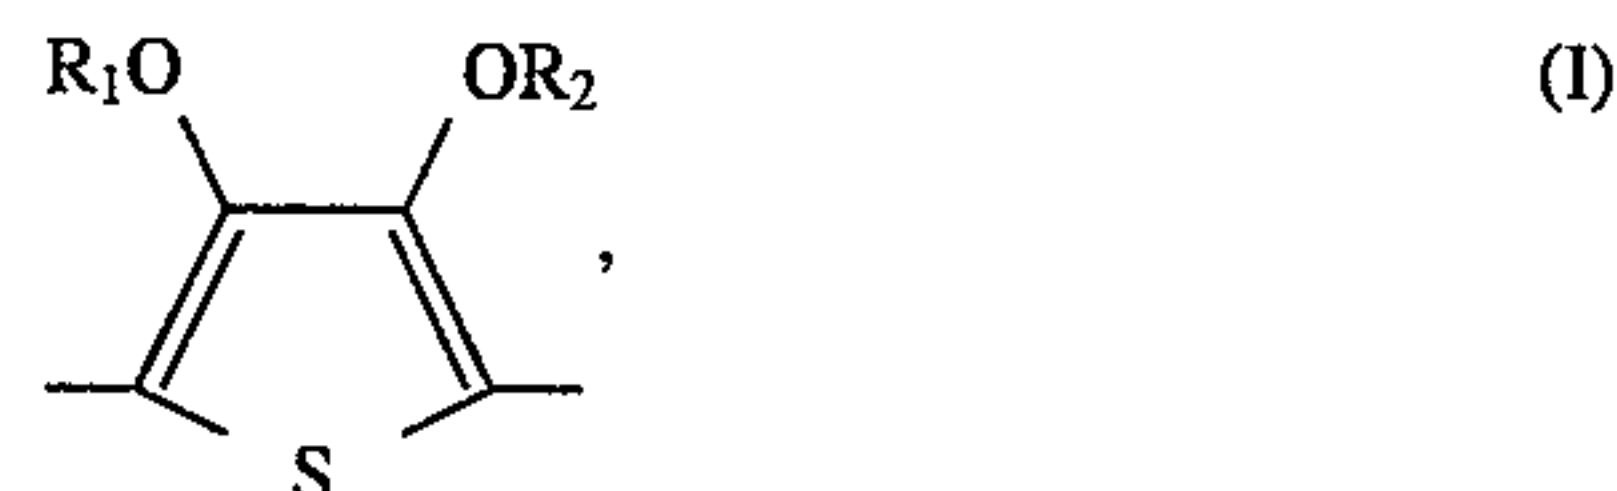 R₁O OR₂ (I)
,
S